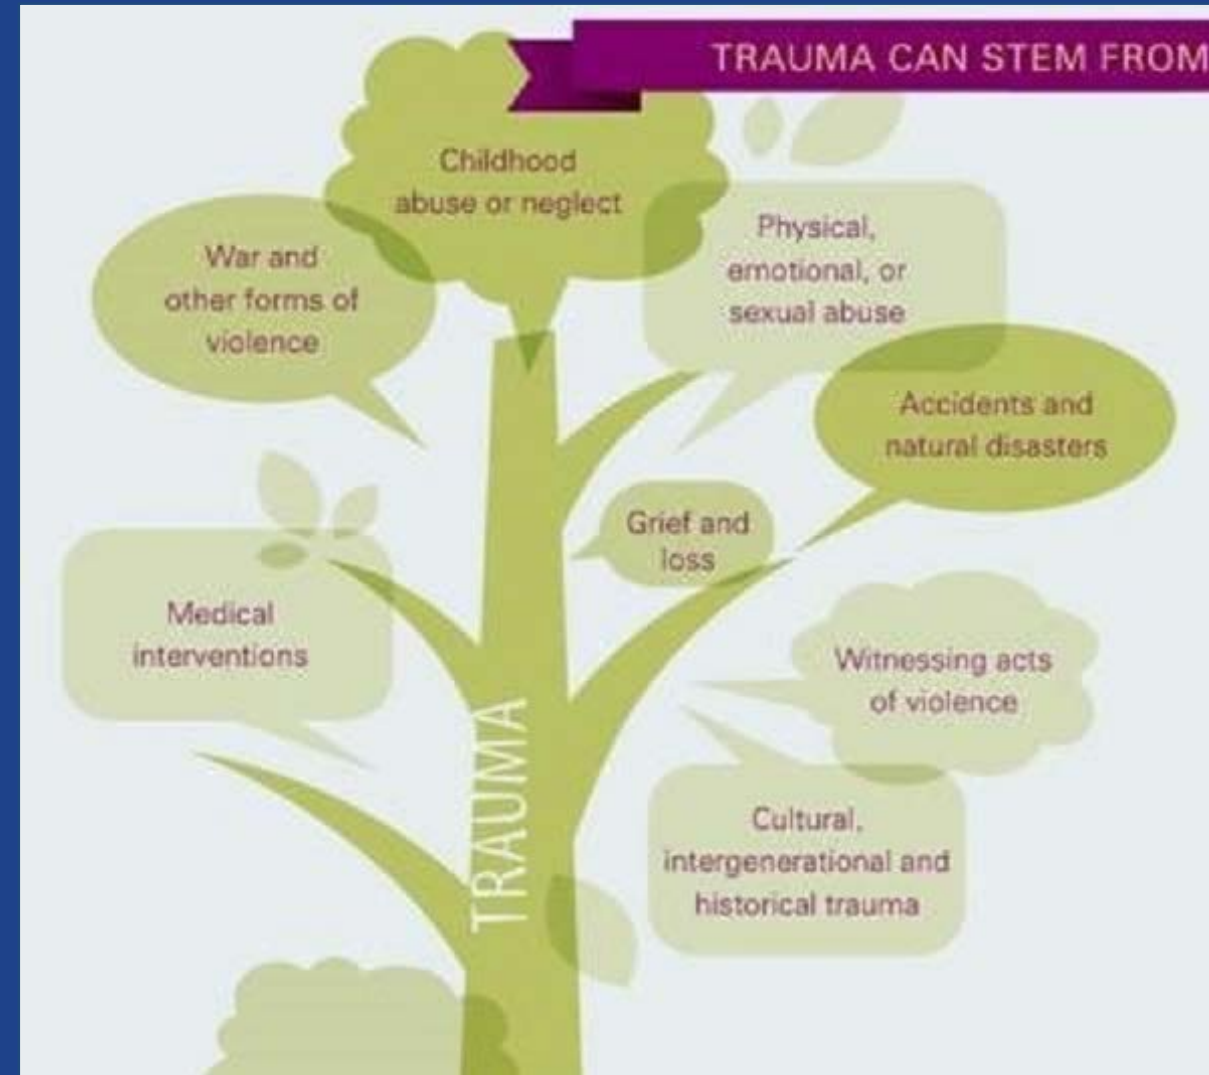 TRAUMA CAN STEM FROM
Childhood
abuse or neglect
War and
other forms of
violence
Physical,
emotional, or
sexual abuse
Accidents and
natural disasters
Grief and
loss
Medical
interventions
Witnessing acts
of violence
Cultural,
intergenerational and
historical trauma
TRAUMA